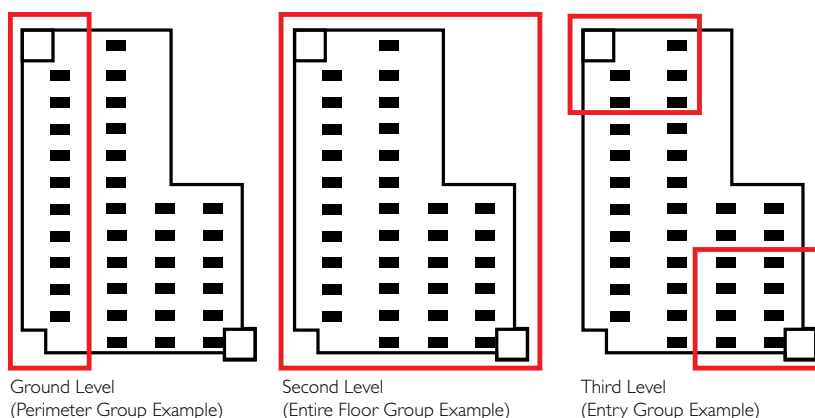 Ground Level
(Perimeter Group Example)
Second Level
(Entire Floor Group Example)
Third Level
(Entry Group Example)